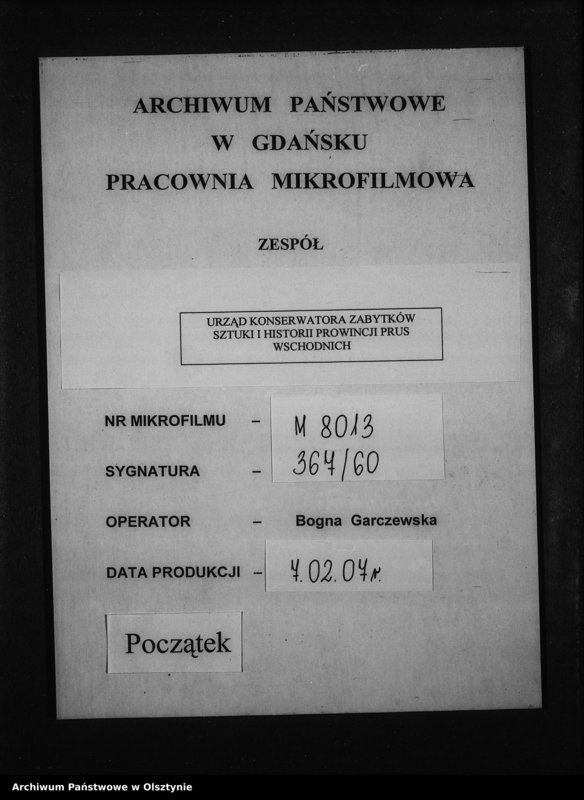 ARCHIWUM PAŃSTWOWE
W GDAŃSKU
PRACOWNIA MIKROFILMOWA
ZESPÓŁ
URZĄD KONSERWATORA ZABYTKÓW
SZTUKI I HISTORII PROWINCJI PRUS
WSCHODNICH
NR MIKROFILMU – M 8013
SYGNATURA – 367/60
OPERATOR – Bogna Garczewska
DATA PRODUKCJI – 7.02.07r.
Początek
Archiwum Państwowe w Olsztynie